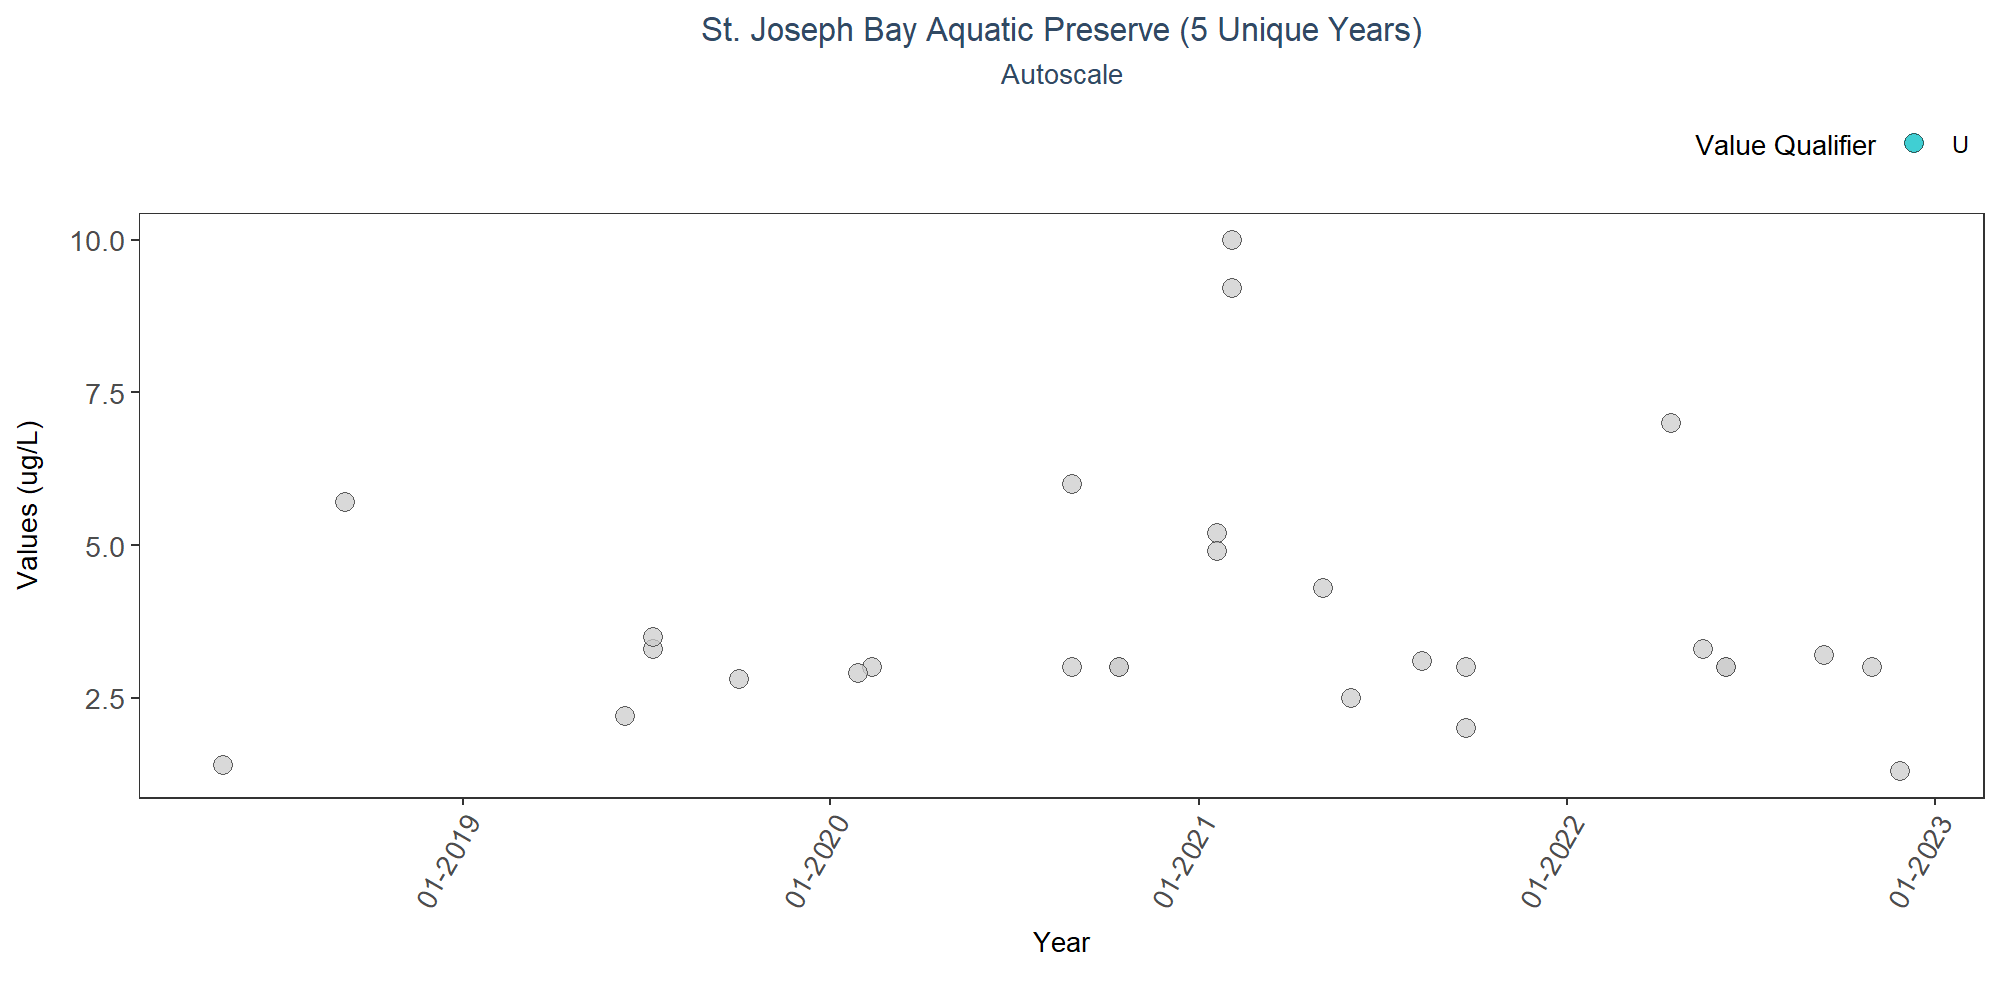 St. Joseph Bay Aquatic Preserve (5 Unique Years)
Autoscale
Value Qualifier U
10.0
7.5
5.0
2.5
Values (ug/L)
01-2019
01-2020
01-2021
01-2022
01-2023
Year